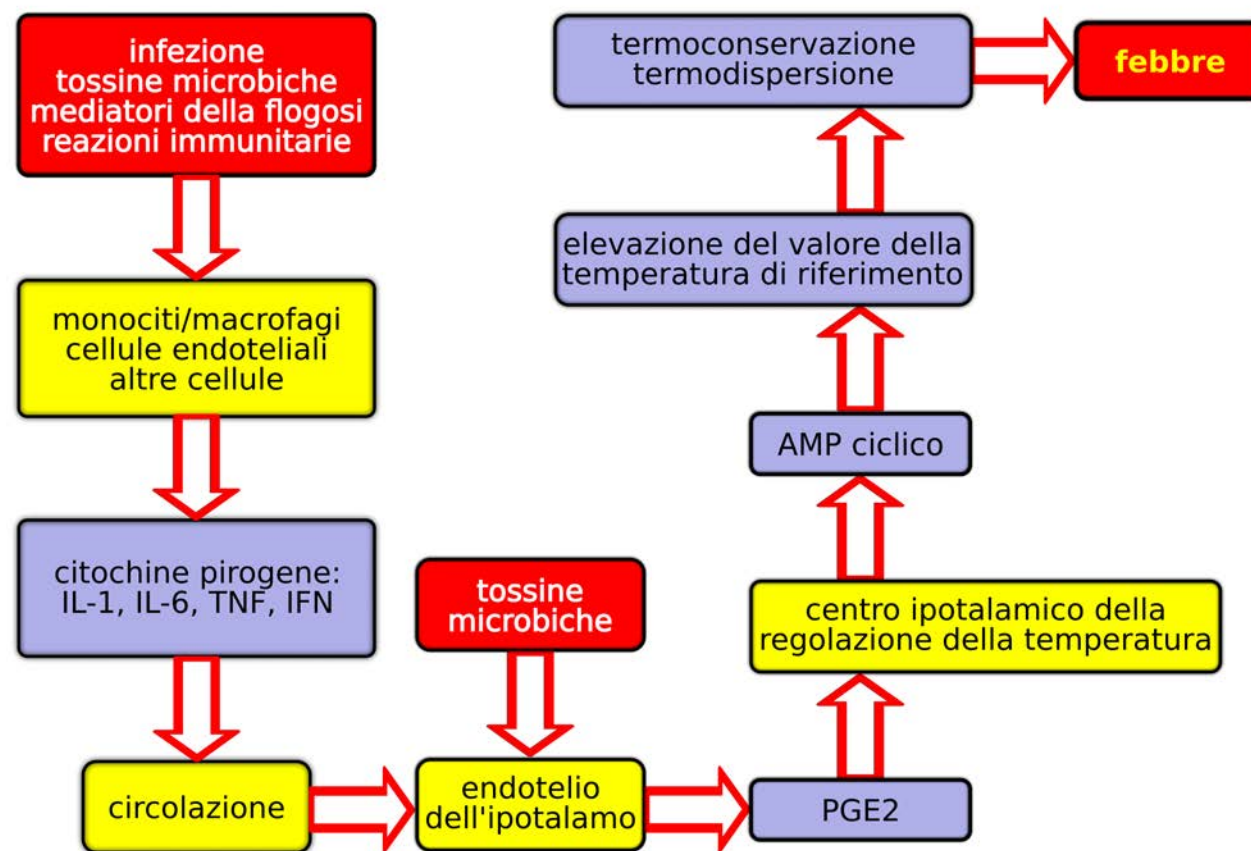 infezione
tossine microbiche
mediatori della flogosi
reazioni immunitarie
monociti/macrofagi
cellule endoteliali
altre cellule
citochine pirogene:
IL-1, IL-6, TNF, IFN
circolazione
tossine
microbiche
endotelio
dell'ipotalamo
PGE2
centro ipotalamico della
regolazione della temperatura
AMP ciclico
elevazione del valore della
temperatura di riferimento
termoconservazione
termodispersione
febbre